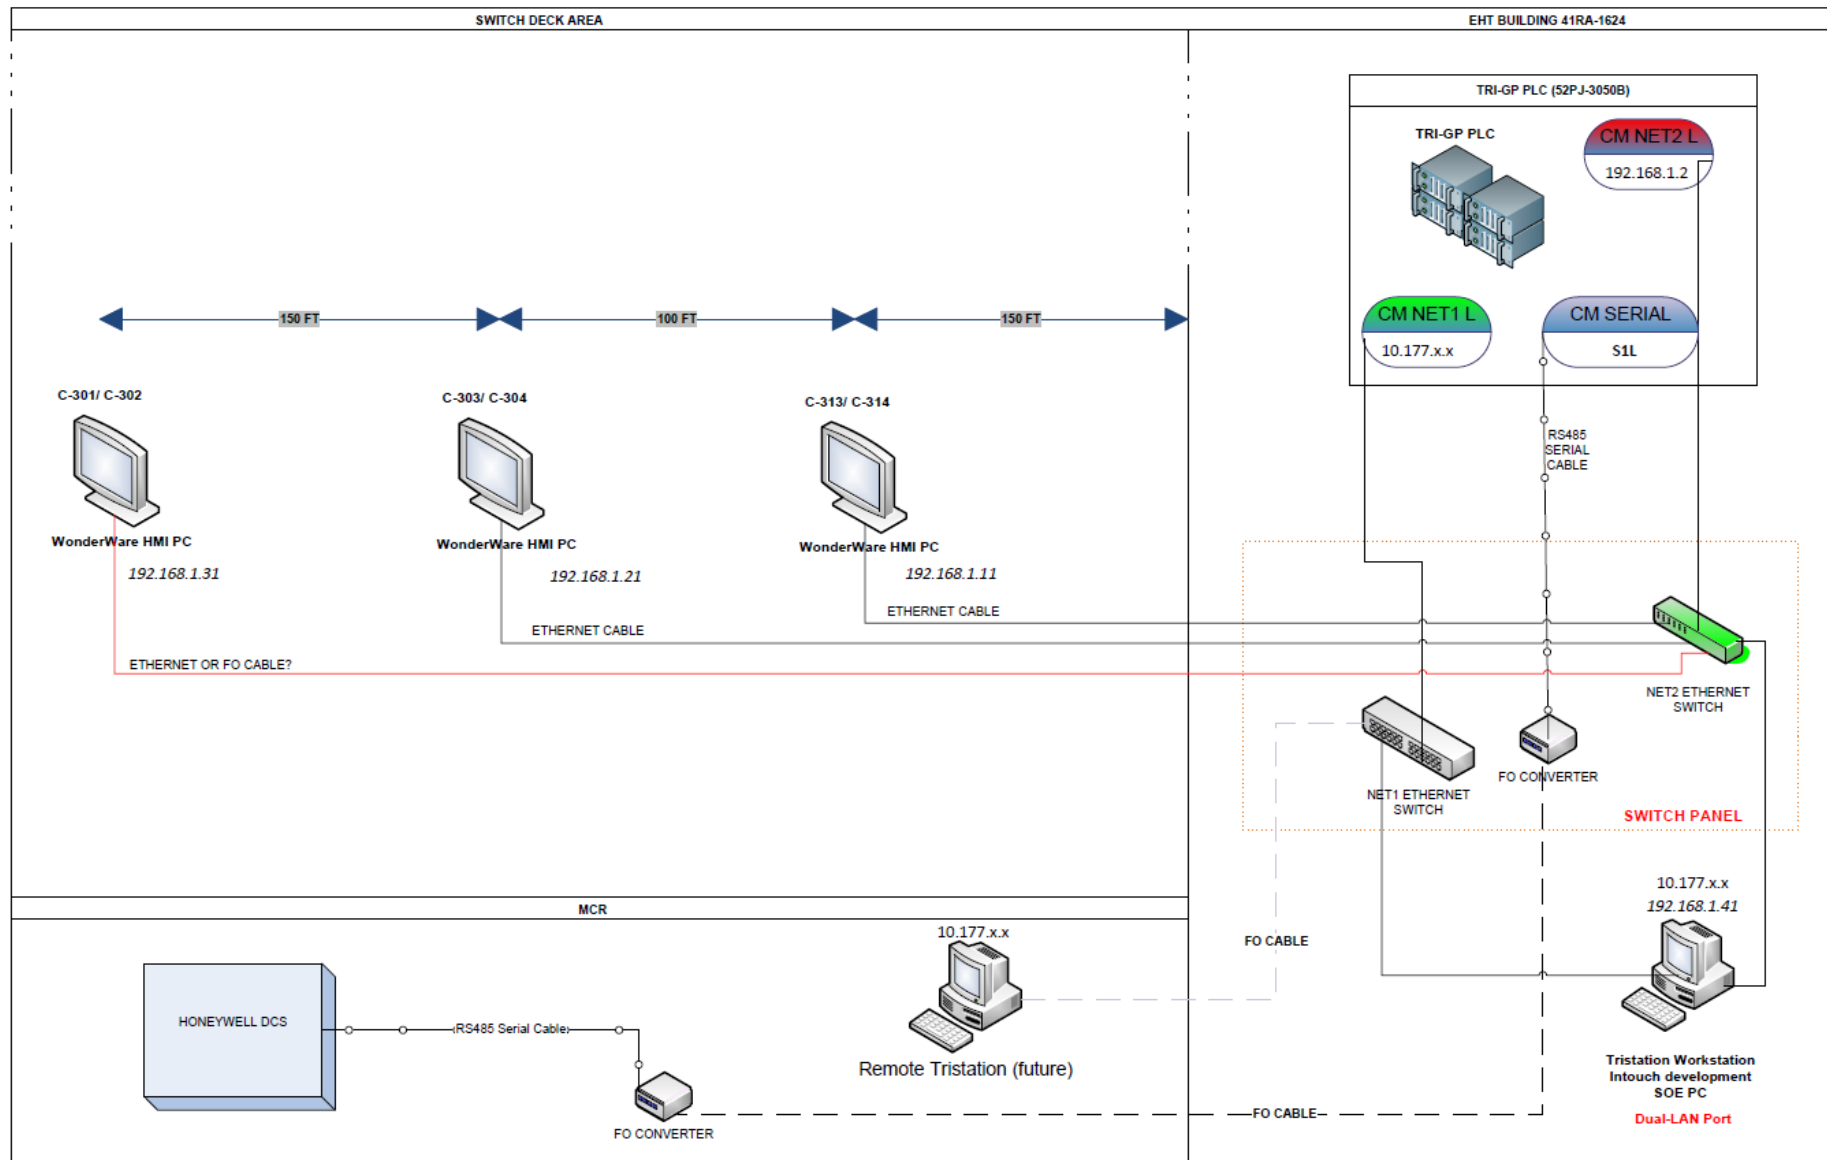 SWITCH DECK AREA
EHT BUILDING 41RA-1624
TRI-GP PLC (52PJ-3050B)
TRI-GP PLC
CM NET2 L
192.168.1.2
CM NET1 L
10.177.x.x
CM SERIAL
S1L
150 FT
100 FT
150 FT
C-301/ C-302
C-303/ C-304
C-313/ C-314
WonderWare HMI PC
192.168.1.31
WonderWare HMI PC
192.168.1.21
WonderWare HMI PC
192.168.1.11
RS485
SERIAL
CABLE
ETHERNET CABLE
ETHERNET CABLE
ETHERNET OR FO CABLE?
NET2 ETHERNET
SWITCH
FO CONVERTER
NET1 ETHERNET
SWITCH
SWITCH PANEL
10.177.x.x
192.168.1.41
Tristation Workstation
Intouch development
SOE PC
Dual-LAN Port
FO CABLE
MCR
10.177.x.x
HONEYWELL DCS
RS485 Serial Cable
Remote Tristation (future)
FO CONVERTER
FO CABLE